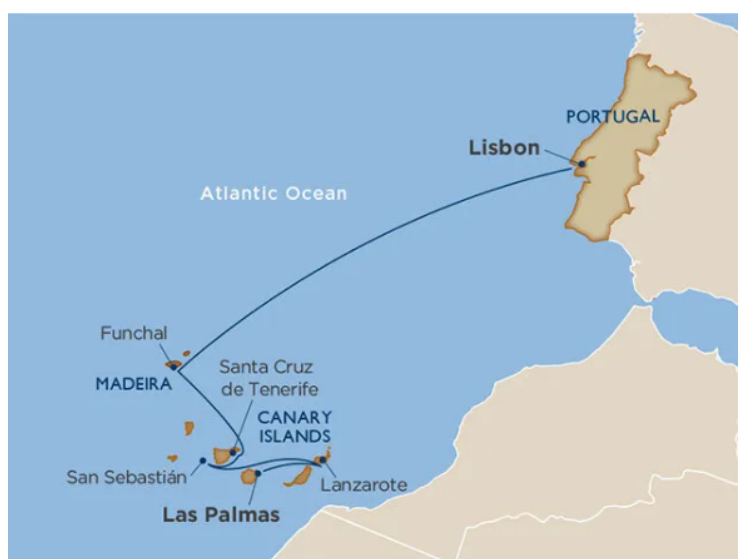 PORTUGAL
Lisbon
Atlantic Ocean
Funchal
MADEIRA
Santa Cruz
de Tenerife
CANARY
ISLANDS
San Sebastián
Lanzarote
Las Palmas